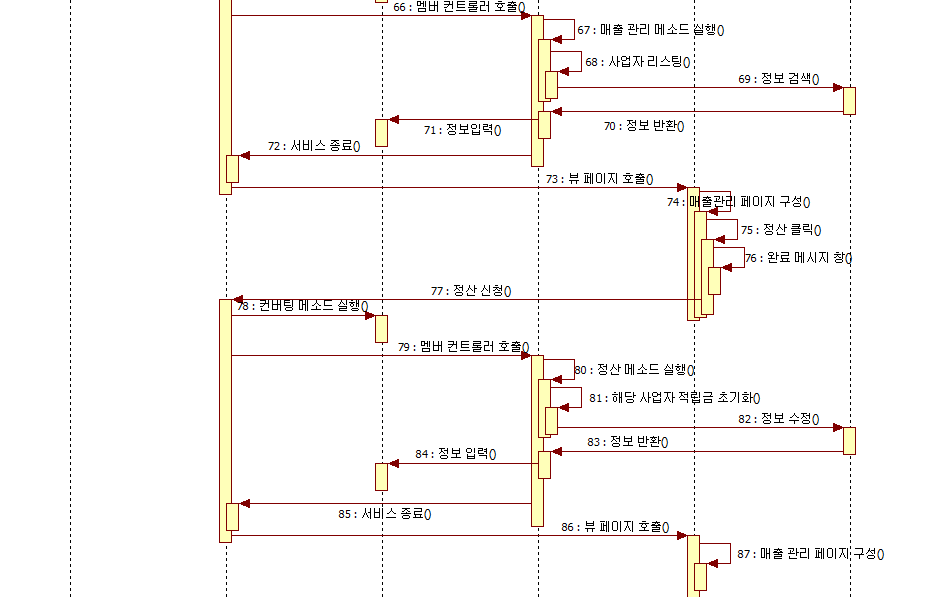 66 : 멤버 컨트롤러 호출()
67 : 매출 관리 메소드 실행()
68 : 사업자 리스팅()
69 : 정보 검색()
70 : 정보 반환()
71 : 정보입력()
72 : 서비스 종료()
73 : 뷰 페이지 호출()
74 : 매출관리 페이지 구성()
75 : 정산 클릭()
76 : 완료 메시지 창()
77 : 정산 신청()
78 : 컨버팅 메소드 실행()
79 : 멤버 컨트롤러 호출()
80 : 정산 메소드 실행()
81 : 해당 사업자 적립금 초기화()
82 : 정보 수정()
83 : 정보 반환()
84 : 정보 입력()
85 : 서비스 종료()
86 : 뷰 페이지 호출()
87 : 매출 관리 페이지 구성()